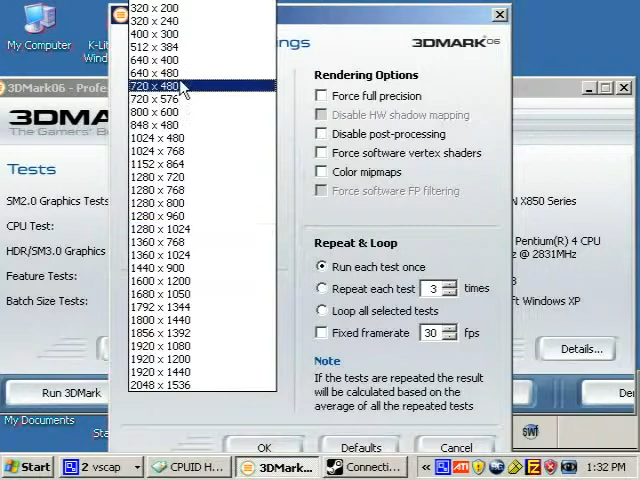 320 x 200
320 x 240
400 x 300
512 x 384
640 x 400
640 x 480
720 x 480
720 x 576
800 x 600
848 x 480
1024 x 480
1024 x 768
1152 x 864
1280 x 720
1280 x 768
1280 x 800
1280 x 960
1280 x 1024
1360 x 768
1360 x 1024
1440 x 900
1600 x 1200
1680 x 1050
1792 x 1344
1800 x 1440
1856 x 1392
1920 x 1080
1920 x 1200
1920 x 1440
2048 x 1536
My Computer
K-Lit
Window
ngs
3DMARK06
Rendering Options
Force full precision
Disable HW shadow mapping
Disable post-processing
Force software vertex shaders
Color mipmaps
Force software FP filtering
Repeat & Loop
Run each test once
Repeat each test 3 times
Loop all selected tests
Fixed framerate 30 fps
Note
If the tests are repeated the result
will be calculated based on the
average of all the repeated tests
OK
Defaults
Cancel
3DMark06 - Profe
3DMA
The Gamers' B
Tests
SM2.0 Graphics Tests
CPU Test:
HDR/SM3.0 Graphi
Feature Tests:
Batch Size Tests:
N X850 Series
Pentium(R) 4 CPU
z @ 2831MHz
ft Windows XP
Details...
Run 3DMark
Der
My Documents
Sta
swf
Start
2 vscap
CPUID H...
3DMark...
Connecti...
ATI
1:32 PM